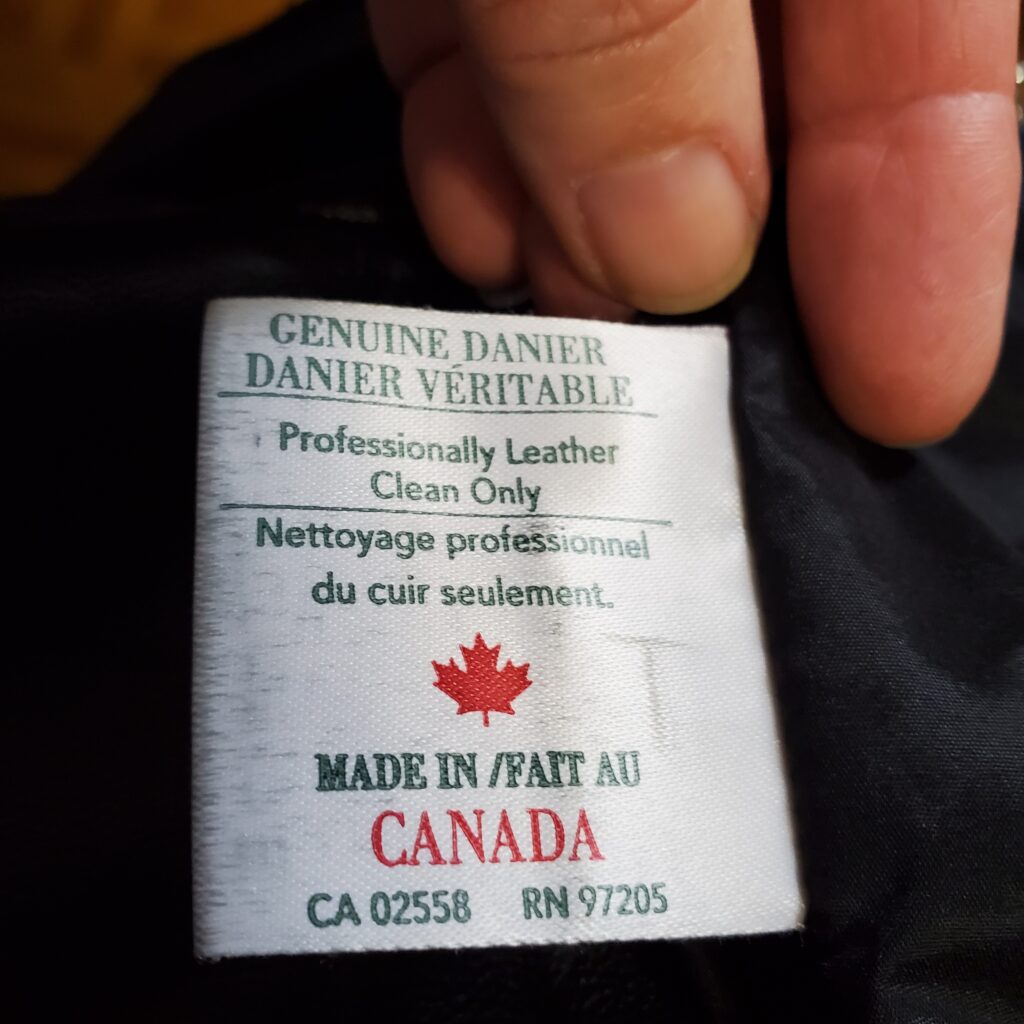 GENUINE DANIER
DANIER VÉRITABLE
Professionally Leather
Clean Only
Nettoyage professionnel
du cuir seulement.
MADE IN /FAIT AU
CANADA
CA 02558 RN 97205